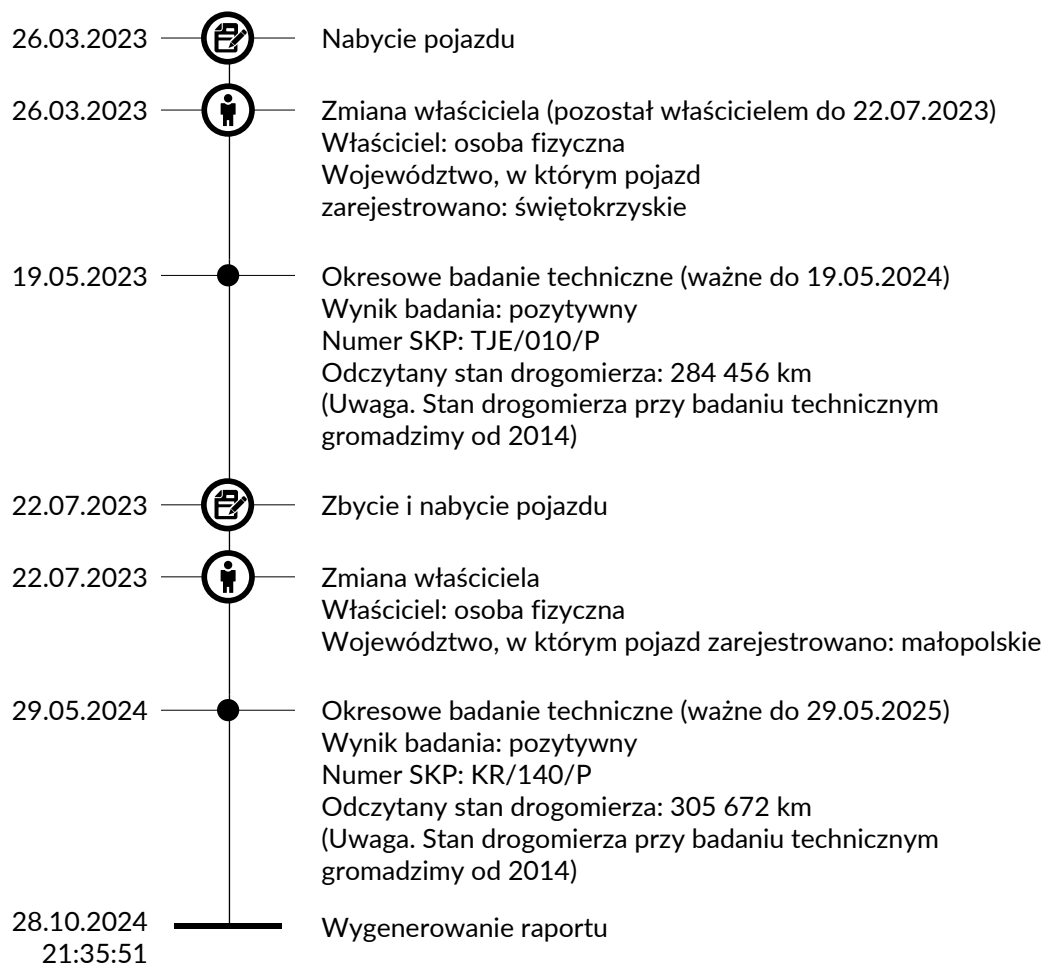 26.03.2023 Nabycie pojazdu
26.03.2023 Zmiana właściciela (pozostał właścicielem do 22.07.2023)
Właściciel: osoba fizyczna
Województwo, w którym pojazd
zarejestrowano: świętokrzyskie
19.05.2023 Okresowe badanie techniczne (ważne do 19.05.2024)
Wynik badania: pozytywny
Numer SKP: TJE/010/P
Odczytany stan drogomierza: 284 456 km
(Uwaga. Stan drogomierza przy badaniu technicznym
gromadzimy od 2014)
22.07.2023 Zbycie i nabycie pojazdu
22.07.2023 Zmiana właściciela
Właściciel: osoba fizyczna
Województwo, w którym pojazd zarejestrowano: małopolskie
29.05.2024 Okresowe badanie techniczne (ważne do 29.05.2025)
Wynik badania: pozytywny
Numer SKP: KR/140/P
Odczytany stan drogomierza: 305 672 km
(Uwaga. Stan drogomierza przy badaniu technicznym
gromadzimy od 2014)
28.10.2024 Wygenerowanie raportu
21:35:51